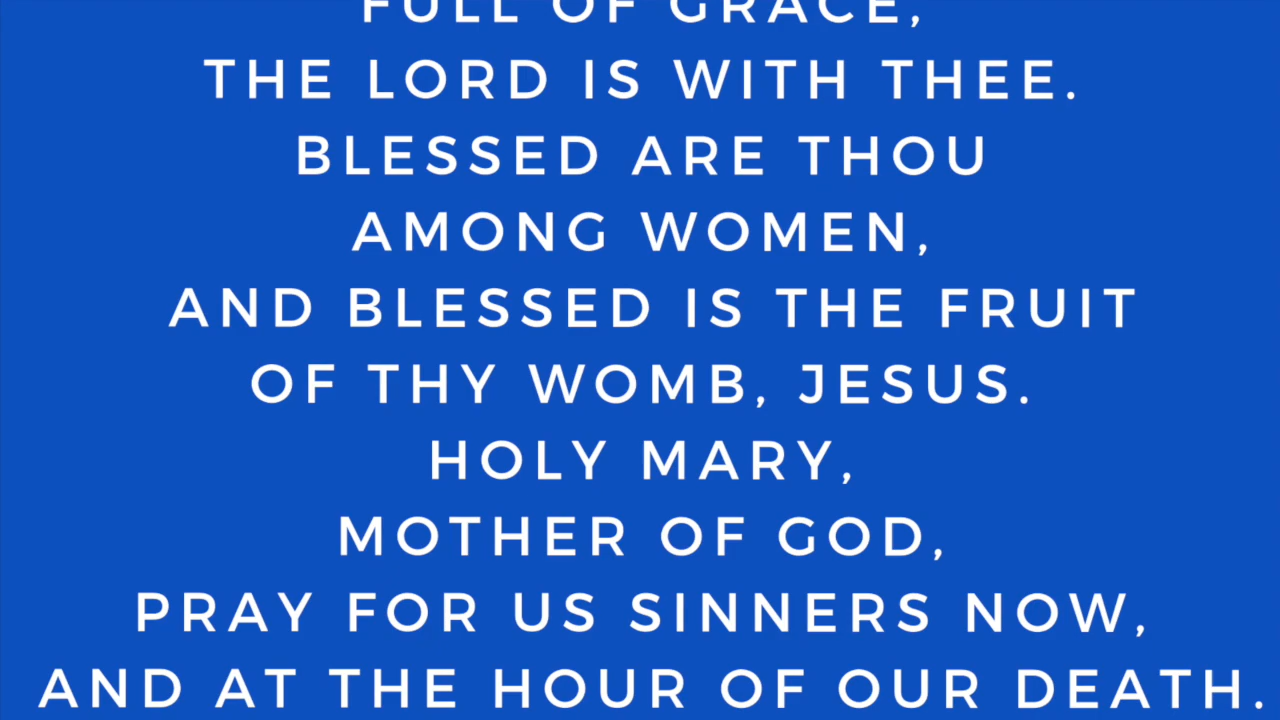 FULL OF GRACE,
THE LORD IS WITH THEE.
BLESSED ARE THOU
AMONG WOMEN,
AND BLESSED IS THE FRUIT
OF THY WOMB, JESUS.
HOLY MARY,
MOTHER OF GOD,
PRAY FOR US SINNERS NOW,
AND AT THE HOUR OF OUR DEATH.